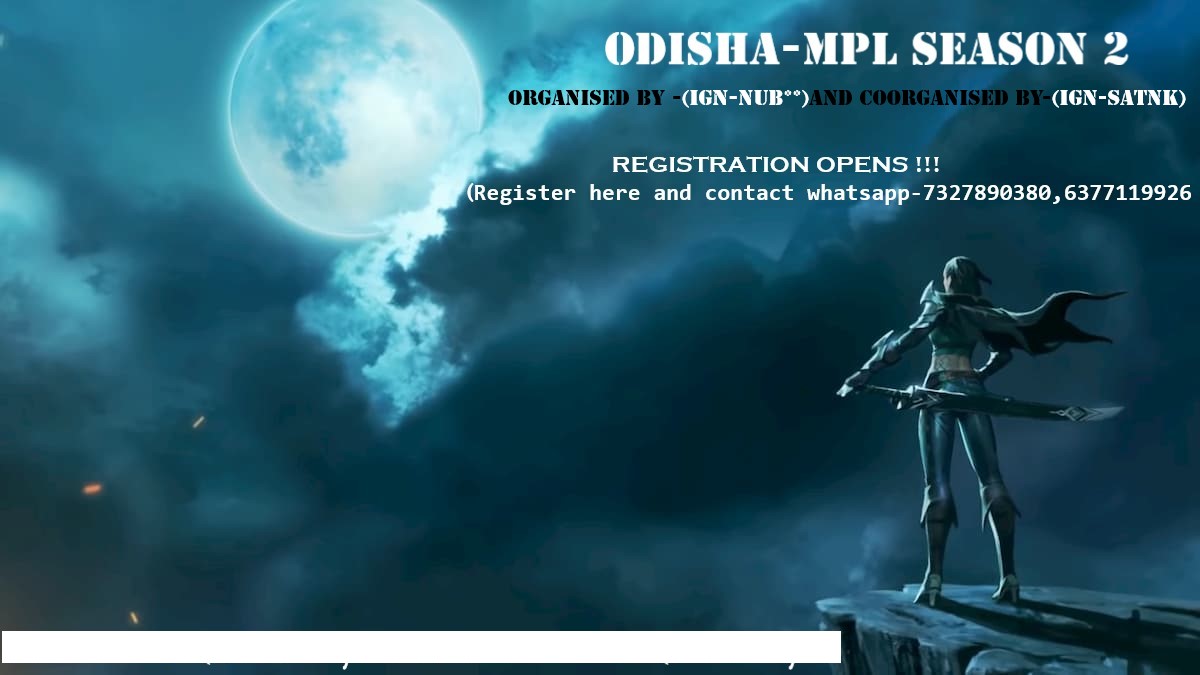 ODISHA-MPL SEASON 2
ORGANISED BY -(IGN-NUB**)AND COORGANISED BY-(IGN-SATNK)
REGISTRATION OPENS !!!
(Register here and contact whatsapp-7327890380,6377119926